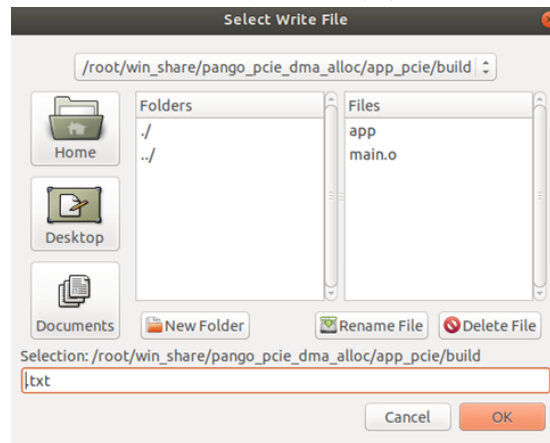 Select Write File
/root/win_share/pango_pcie_dma_alloc/app_pcie/build
Home
Desktop
Documents
Folders
./
../
Files
app
main.o
New Folder
Rename File
Delete File
Selection: /root/win_share/pango_pcie_dma_alloc/app_pcie/build
.txt
Cancel
OK